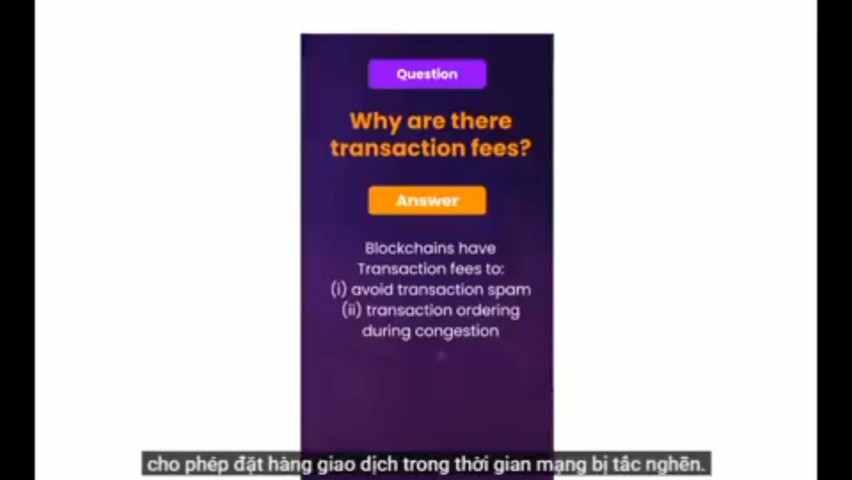 Question
Why are there
transaction fees?
Answer
Blockchains have
Transaction fees to:
(i) avoid transaction spam
(ii) transaction ordering
during congestion
cho phép đặt hàng giao dịch trong thời gian mạng bị tắc nghẽn.